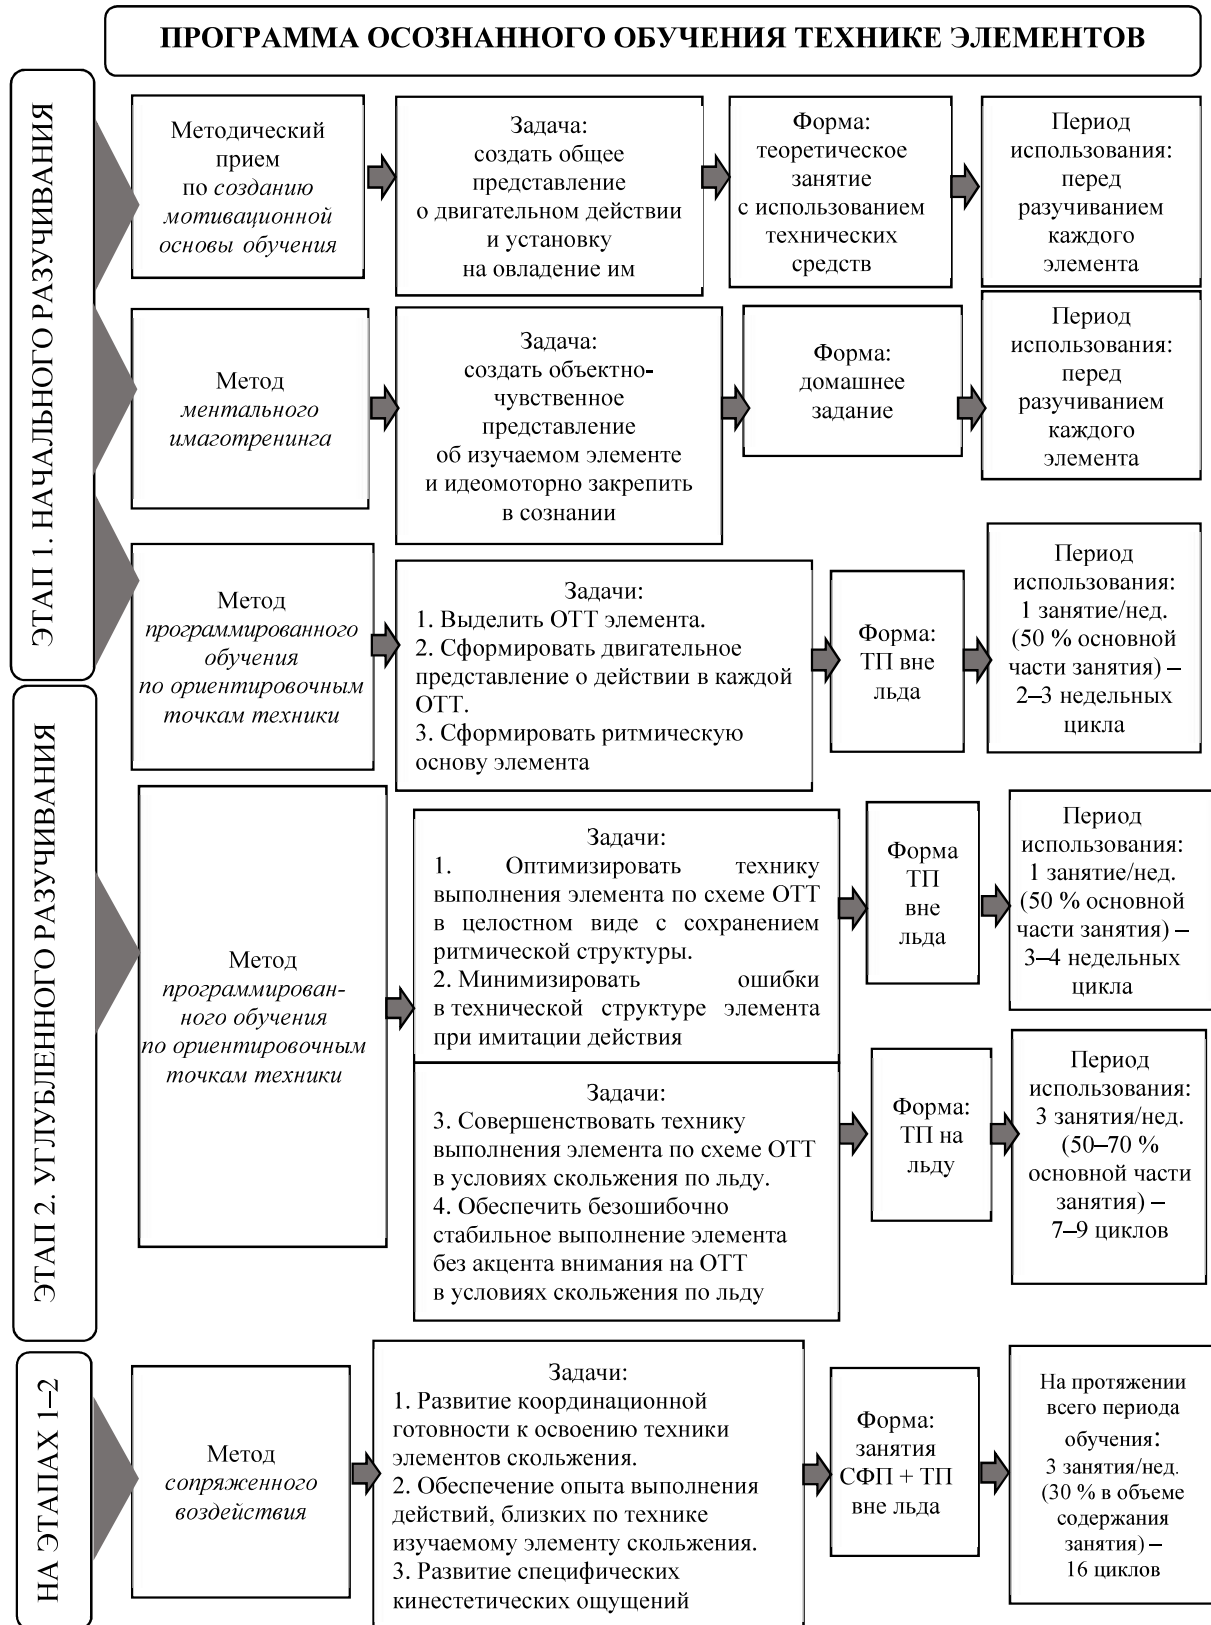 ПРОГРАММА ОСОЗНАННОГО ОБУЧЕНИЯ ТЕХНИКЕ ЭЛЕМЕНТОВ
ЭТАП 1. НАЧАЛЬНОГО РАЗУЧИВАНИЯ
Методический
прием
по созданию
мотивационной
основы обучения
Задача:
создать общее
представление
о двигательном действии
и установку
на овладение им
Форма:
теоретическое
занятие
с использованием
технических
средств
Период
использования:
перед
разучиванием
каждого
элемента
Метод
ментального
имаготренинга
Задача:
создать объектно-
чувственное
представление
об изучаемом элементе
и идеомоторно закрепить
в сознании
Форма:
домашнее
задание
Период
использования:
перед
разучиванием
каждого
элемента
Метод
программированного
обучения
по ориентировочным
точкам техники
Задачи:
1. Выделить ОТТ элемента.
2. Сформировать двигательное
представление о действии в каждой
ОТТ.
3. Сформировать ритмическую
основу элемента
Форма:
ТП вне
льда
Период
использования:
1 занятие/нед.
(50 % основной
части занятия) –
2–3 недельных
цикла
ЭТАП 2. УГЛУБЛЕННОГО РАЗУЧИВАНИЯ
Метод
программирован-
ного обучения
по ориентировочным
точкам техники
Задачи:
1. Оптимизировать технику
выполнения элемента по схеме ОТТ
в целостном виде с сохранением
ритмической структуры.
2. Минимизировать ошибки
в технической структуре элемента
при имитации действия
Форма
ТП
вне
льда
Период
использования:
1 занятие/нед.
(50 % основной
части занятия) –
3–4 недельных
цикла
Задачи:
3. Совершенствовать технику
выполнения элемента по схеме ОТТ
в условиях скольжения по льду.
4. Обеспечить безошибочно
стабильное выполнение элемента
без акцента внимания на ОТТ
в условиях скольжения по льду
Форма:
ТП на
льду
Период
использования:
3 занятия/нед.
(50–70 %
основной части
занятия) –
7–9 циклов
НА ЭТАПАХ 1–2
Метод
сопряженного
воздействия
Задачи:
1. Развитие координационной
готовности к освоению техники
элементов скольжения.
2. Обеспечение опыта выполнения
действий, близких по технике
изучаемому элементу скольжения.
3. Развитие специфических
кинестетических ощущений
Форма:
занятия
СФП + ТП
вне льда
На протяжении
всего периода
обучения:
3 занятия/нед.
(30 % в объеме
содержания
занятия) –
16 циклов